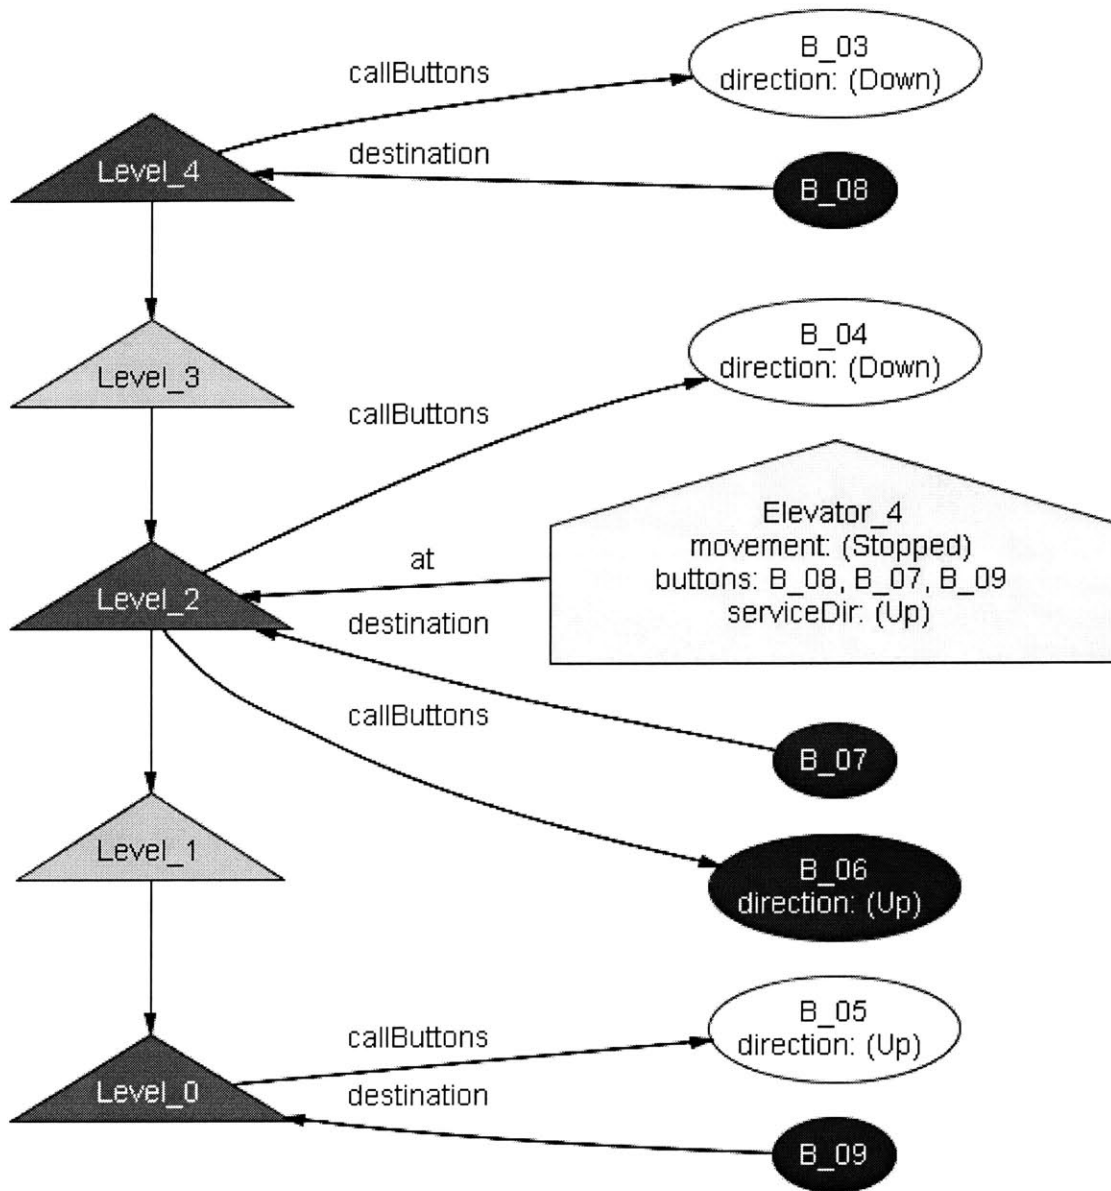 B_03
direction: (Down)
callButtons
destination
Level_4
B_08
Level_3
B_04
direction: (Down)
callButtons
Elevator_4
movement: (Stopped)
buttons: B_08, B_07, B_09
serviceDir: (Up)
at
Level_2
destination
callButtons
B_07
Level_1
B_06
direction: (Up)
B_05
direction: (Up)
callButtons
Level_0
destination
B_09